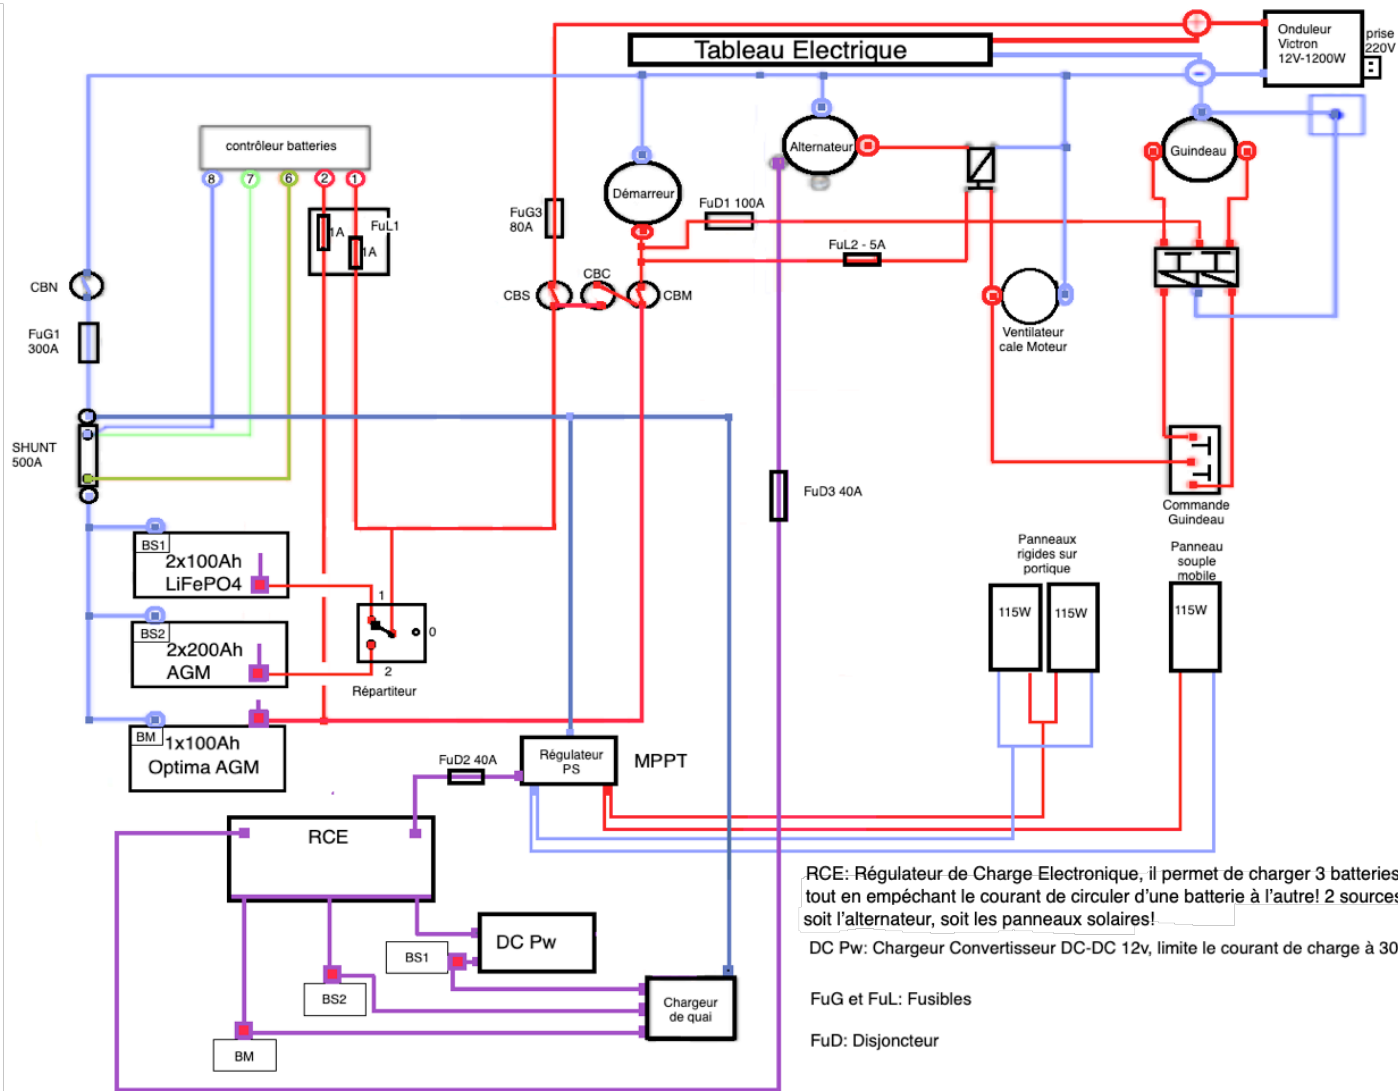 Tableau Electrique
Onduleur
Victron
12V-1200W
prise
220V
contrôleur batteries
8
7
6
2
1
FuL1
1A
1A
Alternateur
Guindeau
Démarreur
FuG3
80A
FuD1 100A
FuL2 - 5A
CBN
CBS
CBC
CBM
FuG1
300A
Ventilateur
cale Moteur
SHUNT
500A
FuD3 40A
Commande
Guindeau
BS1
2x100Ah
LiFePO4
BS2
2x200Ah
AGM
BM
1x100Ah
Optima AGM
1
0
2
Répartiteur
Panneaux
rigides sur
portique
Panneau
souple
mobile
115W
115W
115W
Régulateur
PS
MPPT
FuD2 40A
RCE
DC Pw
BS1
BS2
BM
Chargeur
de quai
RCE: Régulateur de Charge Electronique, il permet de charger 3 batteries
tout en empéchant le courant de circuler d'une batterie à l'autre! 2 sources
soit l'alternateur, soit les panneaux solaires!
DC Pw: Chargeur Convertisseur DC-DC 12v, limite le courant de charge à 30
FuG et FuL: Fusibles
FuD: Disjoncteur